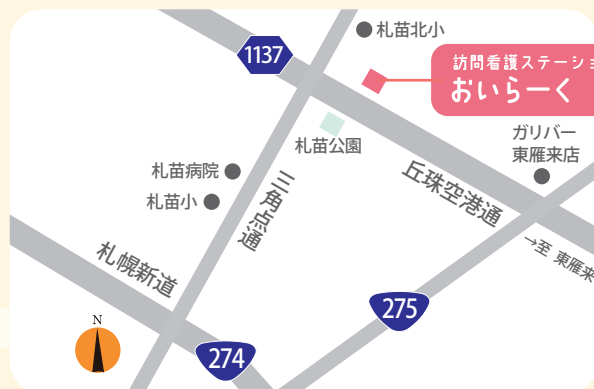 札苗北小
1137
訪問看護ステーショ
おいらーく
ガリバー
東雁来店
札苗公園
札苗病院
札苗小
三角点通
丘珠空港通
→至 東雁来
札幌新道
275
274
N